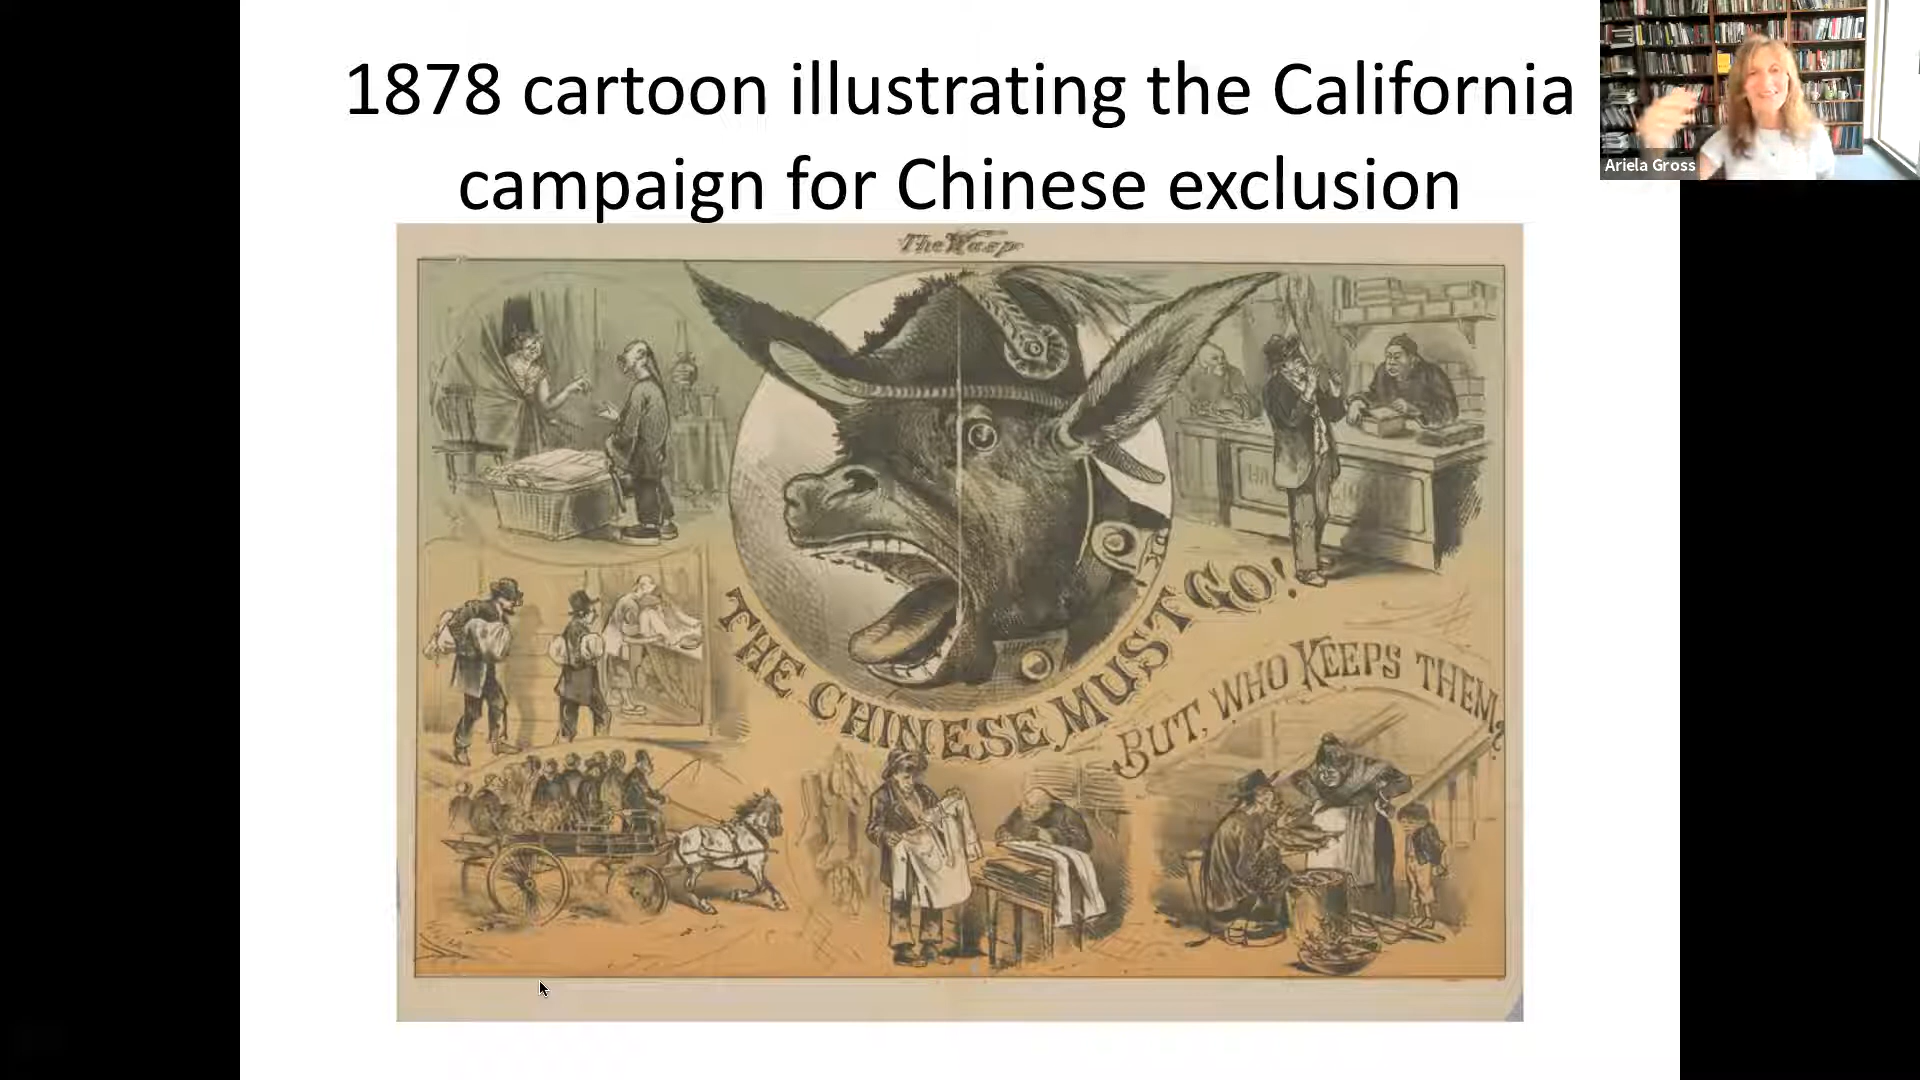 1878 cartoon illustrating the California
campaign for Chinese exclusion
Ariela Gross
The Wasp
THE CHINESE MUST GO!
BUT, WHO KEEPS THEM?